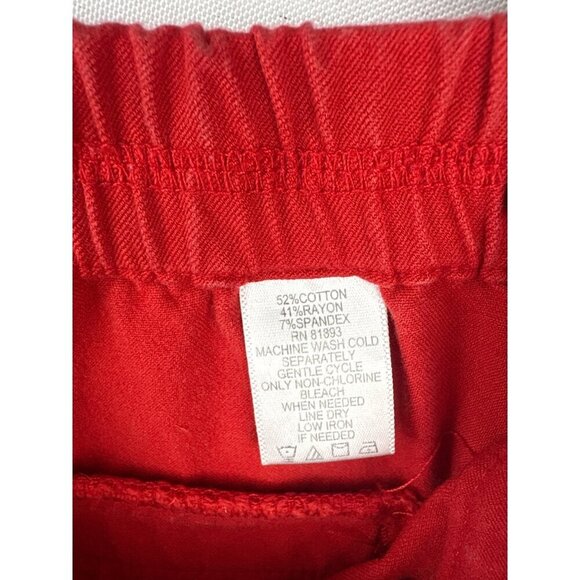 52%COTTON
41%RAYON
7%SPANDEX
RN 81893
MACHINE WASH COLD
SEPARATELY
GENTLE CYCLE
ONLY NON-CHLORINE
BLEACH
WHEN NEEDED
LINE DRY
LOW IRON
IF NEEDED